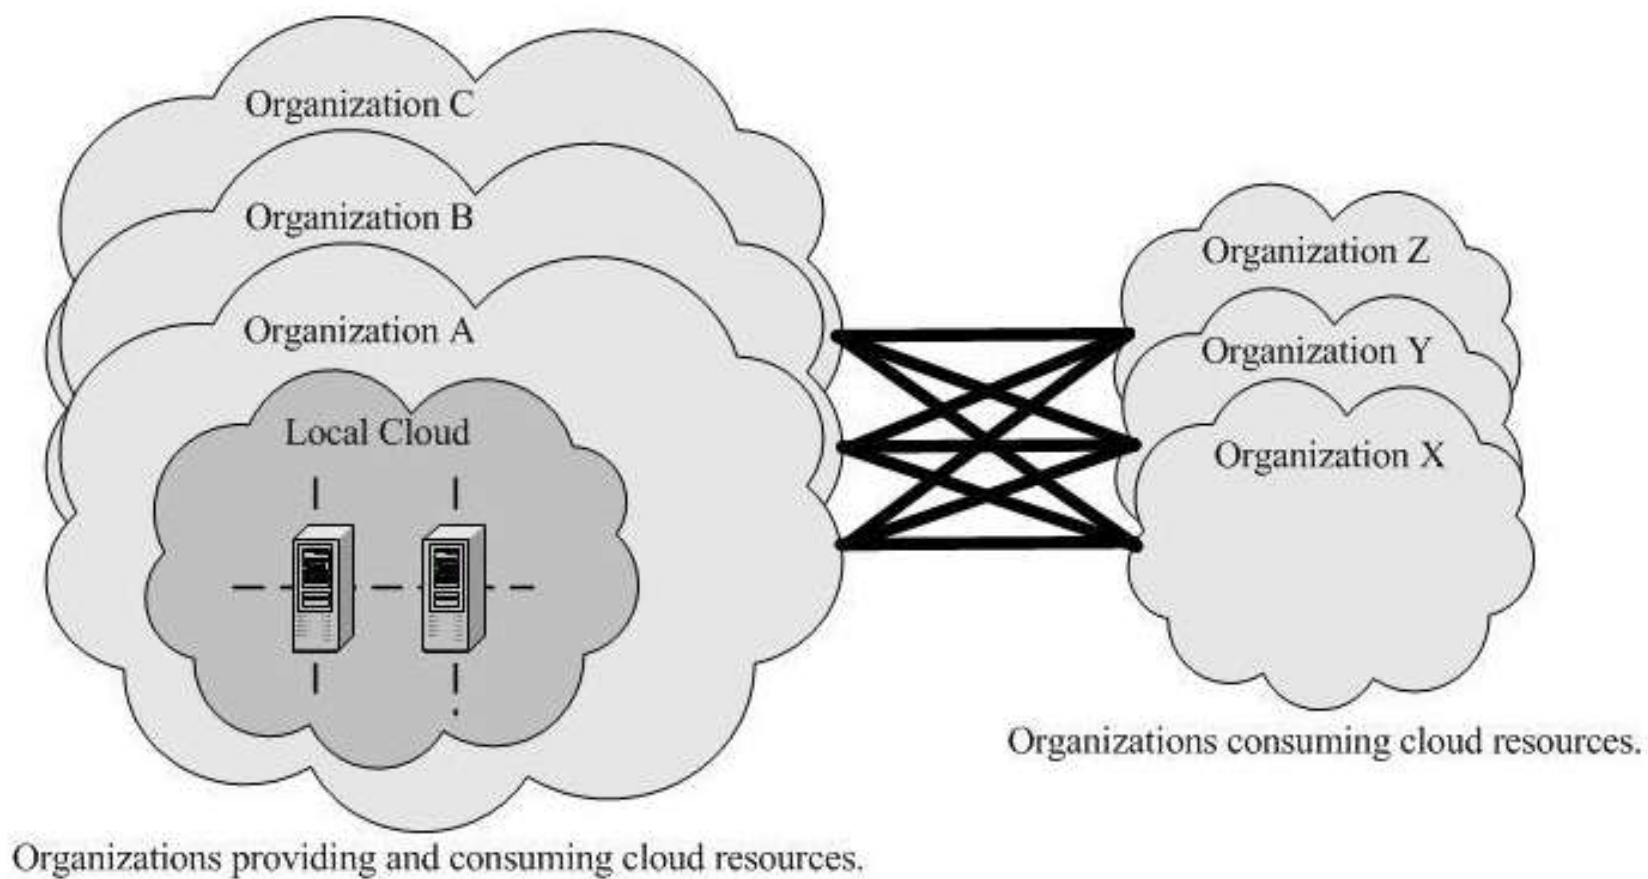 Organization C
Organization B
Organization A
Local Cloud
Organization Z
Organization Y
Organization X
Organizations consuming cloud resources.
Organizations providing and consuming cloud resources.